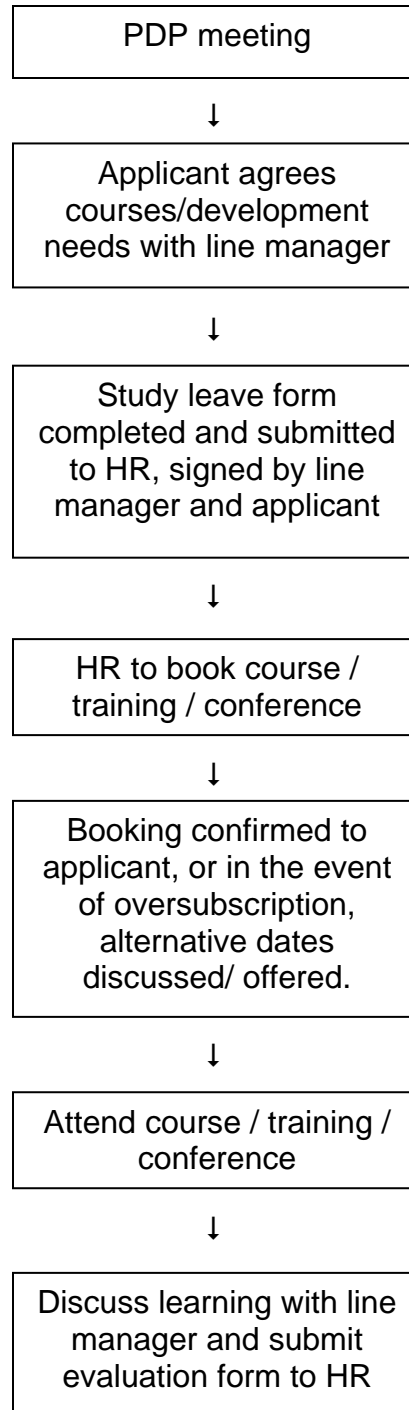 PDP meeting
↓
Applicant agrees
courses/development
needs with line manager
↓
Study leave form
completed and submitted
to HR, signed by line
manager and applicant
↓
HR to book course /
training / conference
↓
Booking confirmed to
applicant, or in the event
of oversubscription,
alternative dates
discussed/ offered.
↓
Attend course / training /
conference
↓
Discuss learning with line
manager and submit
evaluation form to HR